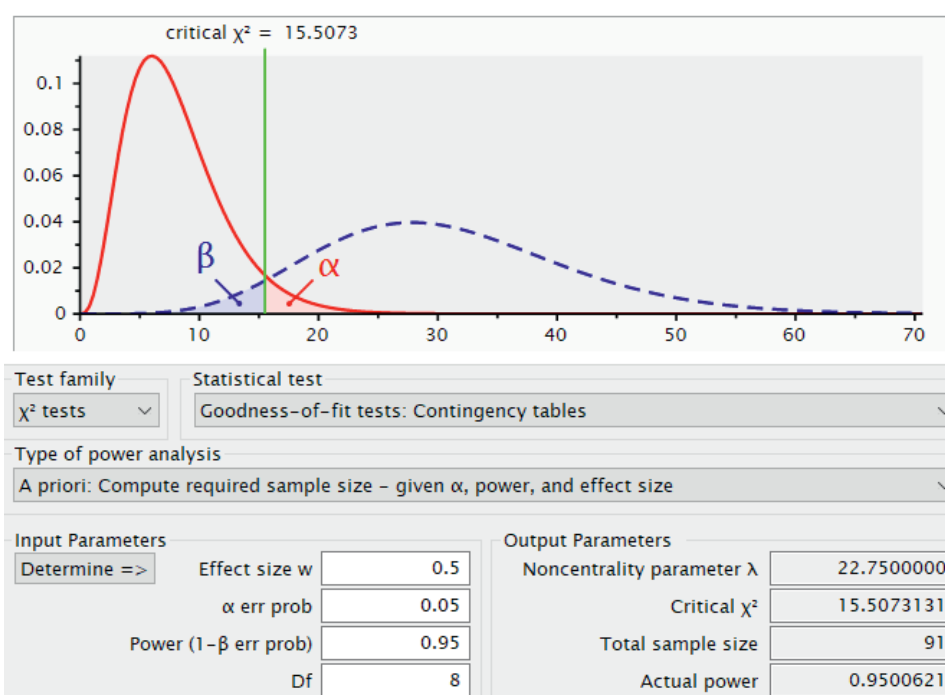 critical χ² = 15.5073
0.1
0.08
0.06
0.04
0.02
0
β
α
0 10 20 30 40 50 60 70
Test family Statistical test
χ² tests Goodness-of-fit tests: Contingency tables
Type of power analysis
A priori: Compute required sample size – given α, power, and effect size
Input Parameters Output Parameters
Determine => Effect size w 0.5 Noncentrality parameter λ 22.7500000
α err prob 0.05 Critical χ² 15.5073131
Power (1-β err prob) 0.95 Total sample size 91
Df 8 Actual power 0.9500621